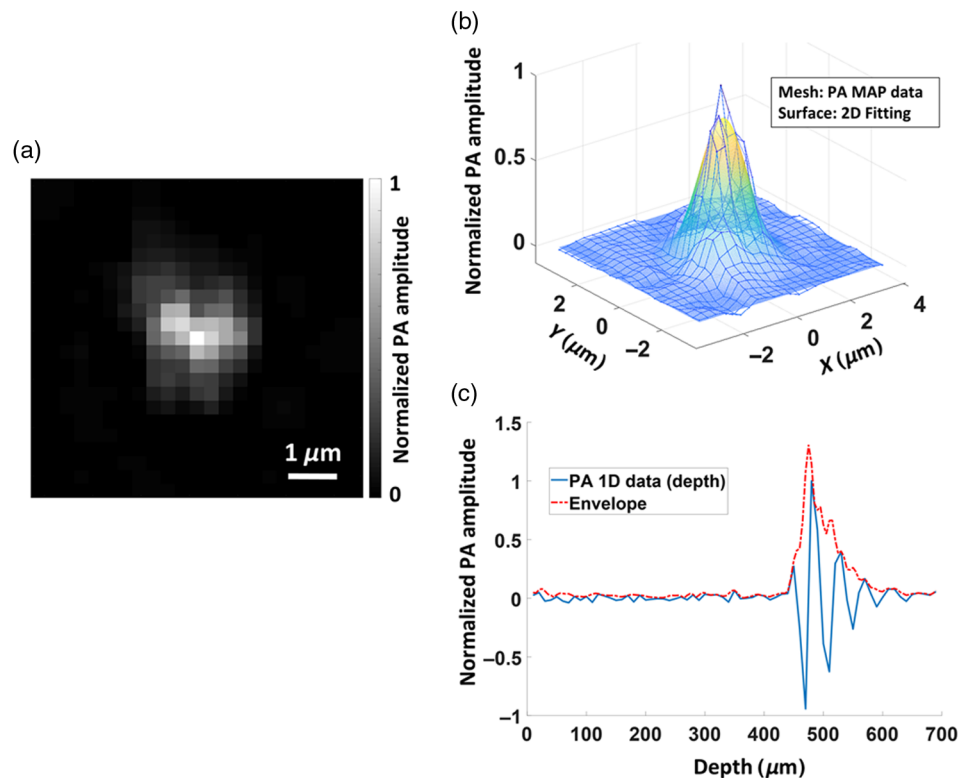 (a)
Normalized PA amplitude
1
0
1 μm
(b)
Normalized PA amplitude
1
0.5
0
Mesh: PA MAP data
Surface: 2D Fitting
2
0
−2
Y (μm)
−2
0
2
4
X (μm)
(c)
Normalized PA amplitude
1.5
1
0.5
0
−0.5
−1
PA 1D data (depth)
Envelope
0 100 200 300 400 500 600 700
Depth (μm)